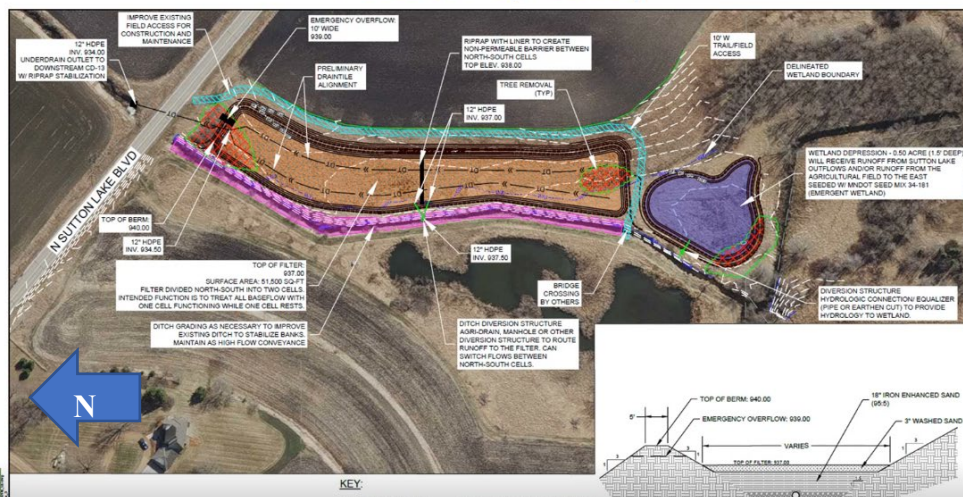 IMPROVE EXISTING
FIELD ACCESS FOR
CONSTRUCTION AND
MAINTENANCE
EMERGENCY OVERFLOW:
10' WIDE
939.00
12" HDPE
INV. 934.00
UNDERDRAIN OUTLET TO
DOWNSTREAM CD-13
W/ RIPRAP STABILIZATION
PRELIMINARY
DRAINTILE
ALIGNMENT
RIPRAP WITH LINER TO CREATE
NON-PERMEABLE BARRIER BETWEEN
NORTH-SOUTH CELLS
TOP ELEV. 938.00
12" HDPE
INV. 937.00
TREE REMOVAL
(TYP)
10' W
TRAIL/FIELD
ACCESS
DELINEATED
WETLAND BOUNDARY
WETLAND DEPRESSION - 0.50 ACRE (1.5' DEEP)
WILL RECEIVE RUNOFF FROM SUTTON LAKE
OUTFLOWS AND/OR RUNOFF FROM THE
AGRICULTURAL FIELD TO THE EAST
SEEDED W/ MNDOT SEED MIX 34-181
(EMERGENT WETLAND)
N SUTTON LAKE BLVD
TOP OF BERM:
940.00
12" HDPE
INV. 934.50
TOP OF FILTER:
937.00
SURFACE AREA: 51,500 SQ-FT
FILTER DIVIDED NORTH-SOUTH INTO TWO CELLS.
INTENDED FUNCTION IS TO TREAT ALL BASEFLOW WITH
ONE CELL FUNCTIONING WHILE ONE CELL RESTS.
DITCH GRADING AS NECESSARY TO IMPROVE
EXISTING DITCH TO STABILIZE BANKS.
MAINTAIN AS HIGH FLOW CONVEYANCE
12" HDPE
INV. 937.50
DITCH DIVERSION STRUCTURE
AGRI-DRAIN, MANHOLE OR OTHER
DIVERSION STRUCTURE TO ROUTE
RUNOFF TO THE FILTER. CAN
SWITCH FLOWS BETWEEN
NORTH-SOUTH CELLS.
BRIDGE
CROSSING
BY OTHERS
DIVERSION STRUCTURE
HYDROLOGIC CONNECTION/ EQUALIZER
(PIPE OR EARTHEN CUT) TO PROVIDE
HYDROLOGY TO WETLAND.
N
5'
TOP OF BERM: 940.00
EMERGENCY OVERFLOW: 939.00
18" IRON ENHANCED SAND
(95:5)
3" WASHED SAND
VARIES
TOP OF FILTER: 937.00
3
1
3
1
KEY: